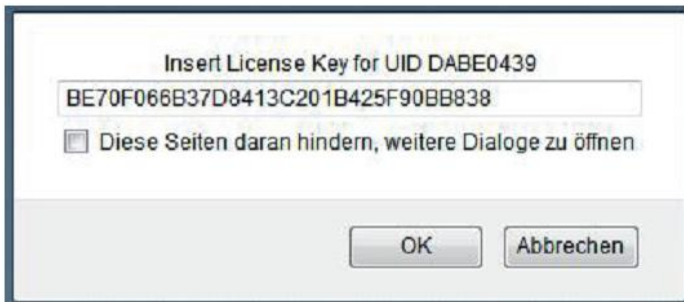 Insert License Key for UID DABE0439
BE70F066B37D8413C201B425F90BB838
Diese Seiten daran hindern, weitere Dialoge zu öffnen
OK
Abbrechen